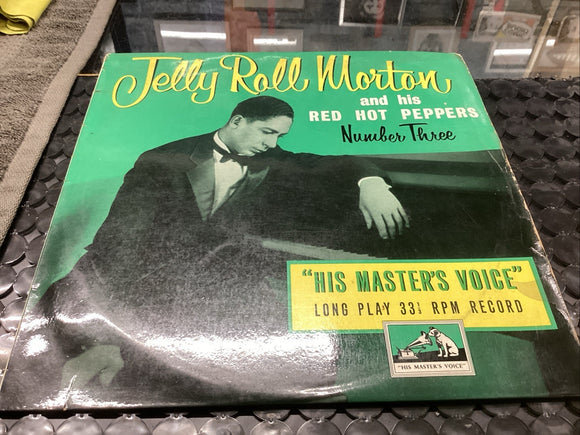 Jelly Roll Morton
and his
RED HOT PEPPERS
Number Three
"HIS MASTER'S VOICE"
LONG PLAY 33⅓ RPM RECORD
"HIS MASTER'S VOICE"